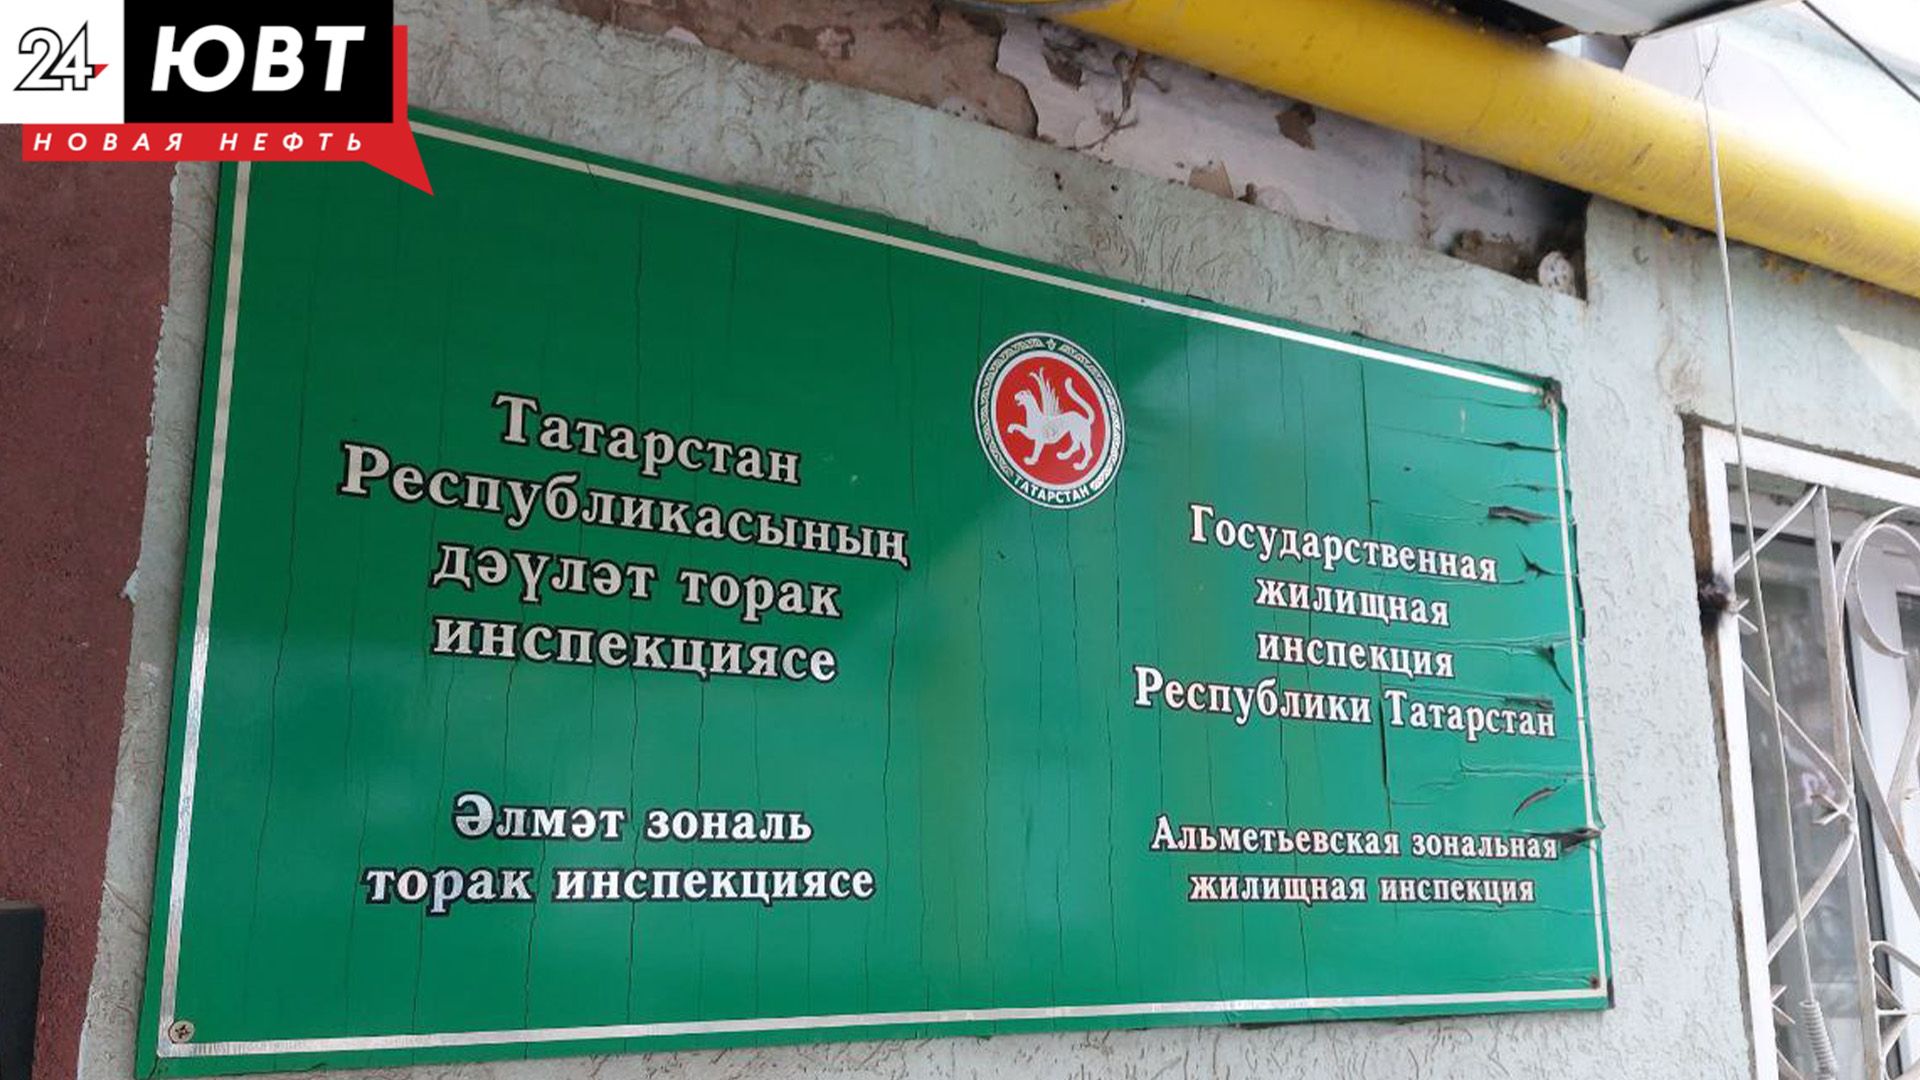 24
ЮВТ
НОВАЯ НЕФТЬ
Татарстан
Республикасының
дәүләт торак
инспекциясе
Әлмәт зональ
торак инспекциясе
ТАТАРСТАН
Государственная
жилищная
инспекция
Республики Татарстан
Альметьевская зональная
жилищная инспекция